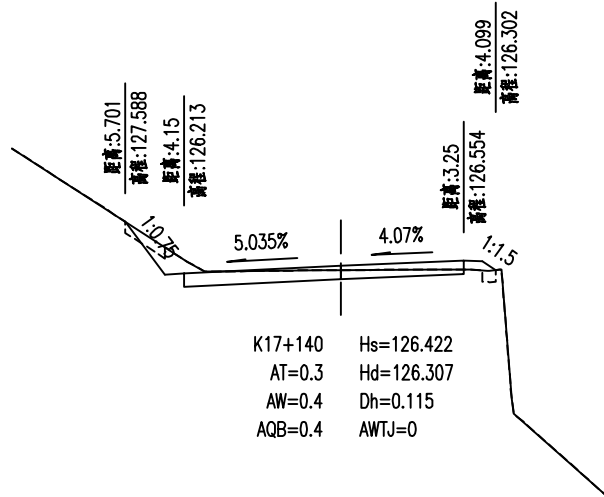 距离:4.099
高程:126.302
距离:5.701
高程:127.588
距离:4.15
高程:126.213
距离:3.25
高程:126.554
1:0.75
5.035%
4.07%
1:1.5
K17+140 Hs=126.422
AT=0.3 Hd=126.307
AW=0.4 Dh=0.115
AQB=0.4 AWTJ=0